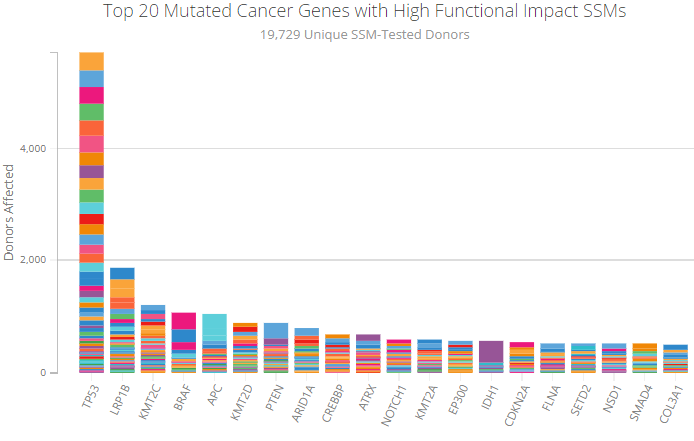 Top 20 Mutated Cancer Genes with High Functional Impact SSMs
19,729 Unique SSM-Tested Donors
Donors Affected
4,000
2,000
0
TP53
LRP1B
KMT2C
BRAF
APC
KMT2D
PTEN
ARID1A
CREBBP
ATRX
NOTCH1
KMT2A
EP300
IDH1
CDKN2A
FLNA
SETD2
NSD1
SMAD4
COL3A1